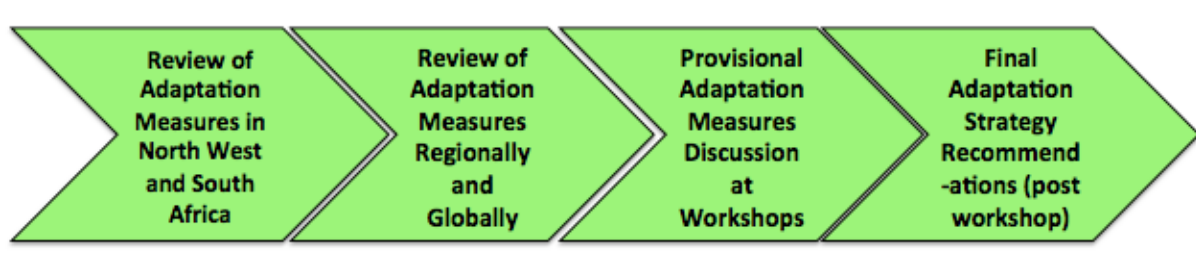 Review of
Adaptation
Measures in
North West
and South
Africa
Review of
Adaptation
Measures
Regionally
and
Globally
Provisional
Adaptation
Measures
Discussion
at
Workshops
Final
Adaptation
Strategy
Recommend
-ations (post
workshop)